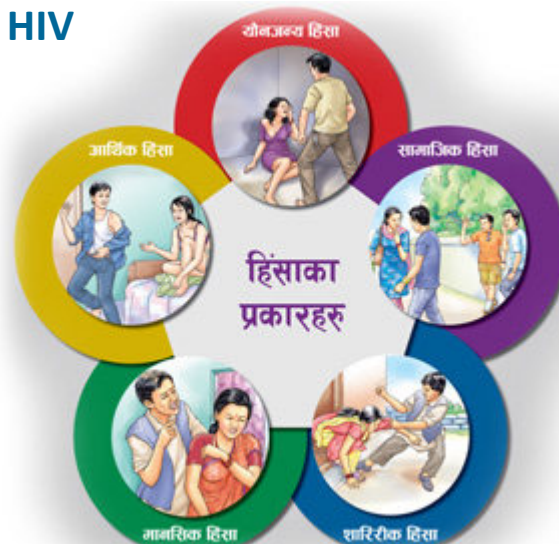 HIV
यौनजन्य हिंसा
आर्थिक हिंसा
सामाजिक हिंसा
हिंसाका
प्रकारहरु
मानसिक हिंसा
शारिरीक हिंसा